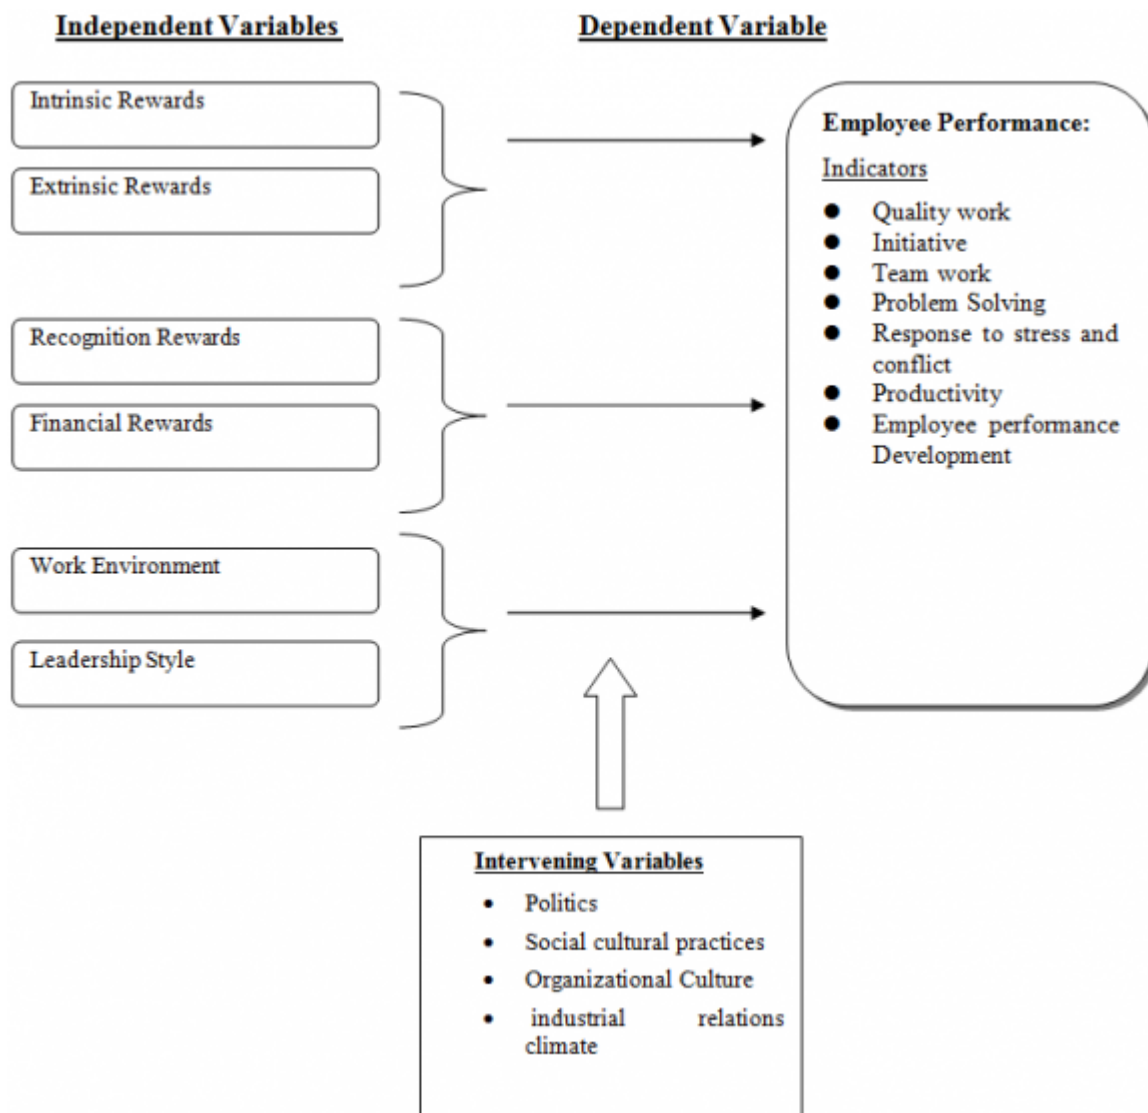 Independent Variables
Dependent Variable
Intrinsic Rewards
Extrinsic Rewards
Recognition Rewards
Financial Rewards
Work Environment
Leadership Style
Employee Performance:
Indicators
● Quality work
● Initiative
● Team work
● Problem Solving
● Response to stress and
conflict
● Productivity
● Employee performance
Development
Intervening Variables
• Politics
• Social cultural practices
• Organizational Culture
• industrial relations
climate